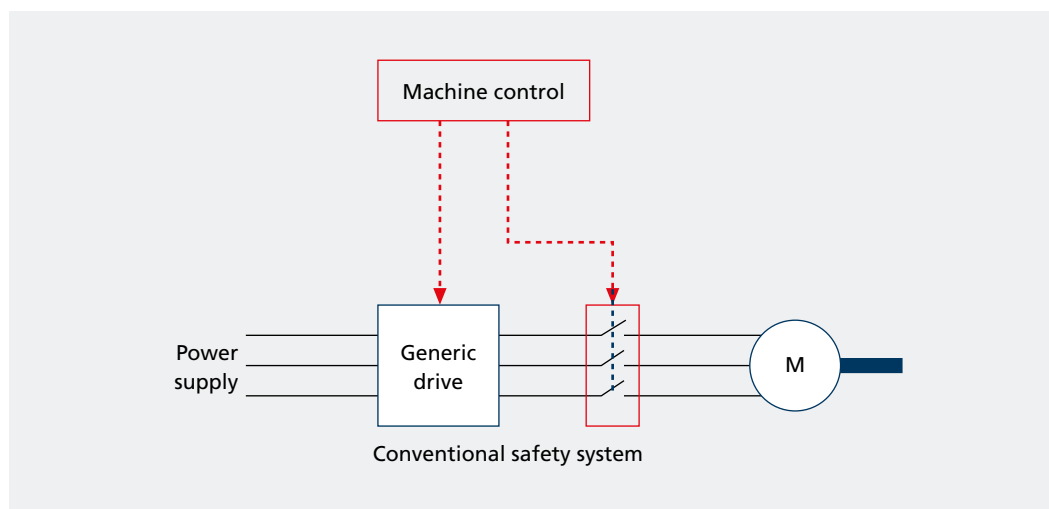 Machine control
Power
supply
Generic
drive
M
Conventional safety system